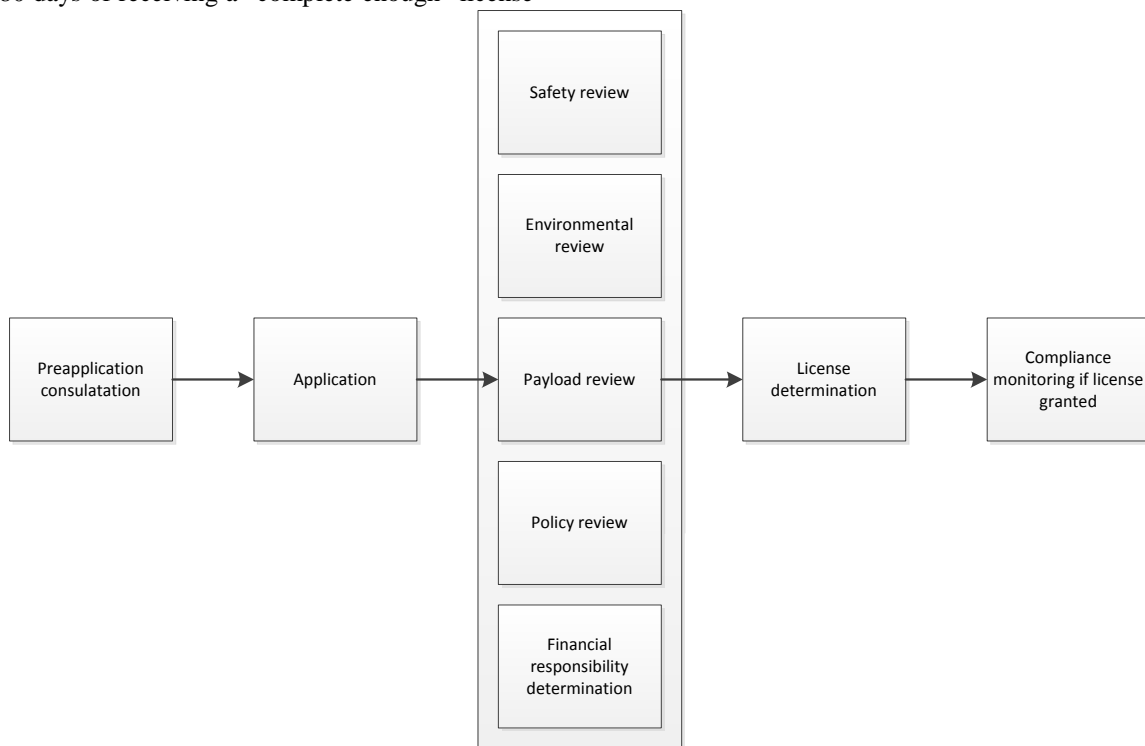 days of receiving a "complete enough" license
Safety review
Environmental
review
Preapplication
consulatation
Application
Payload review
License
determination
Compliance
monitoring if license
granted
Policy review
Financial
responsibility
determination